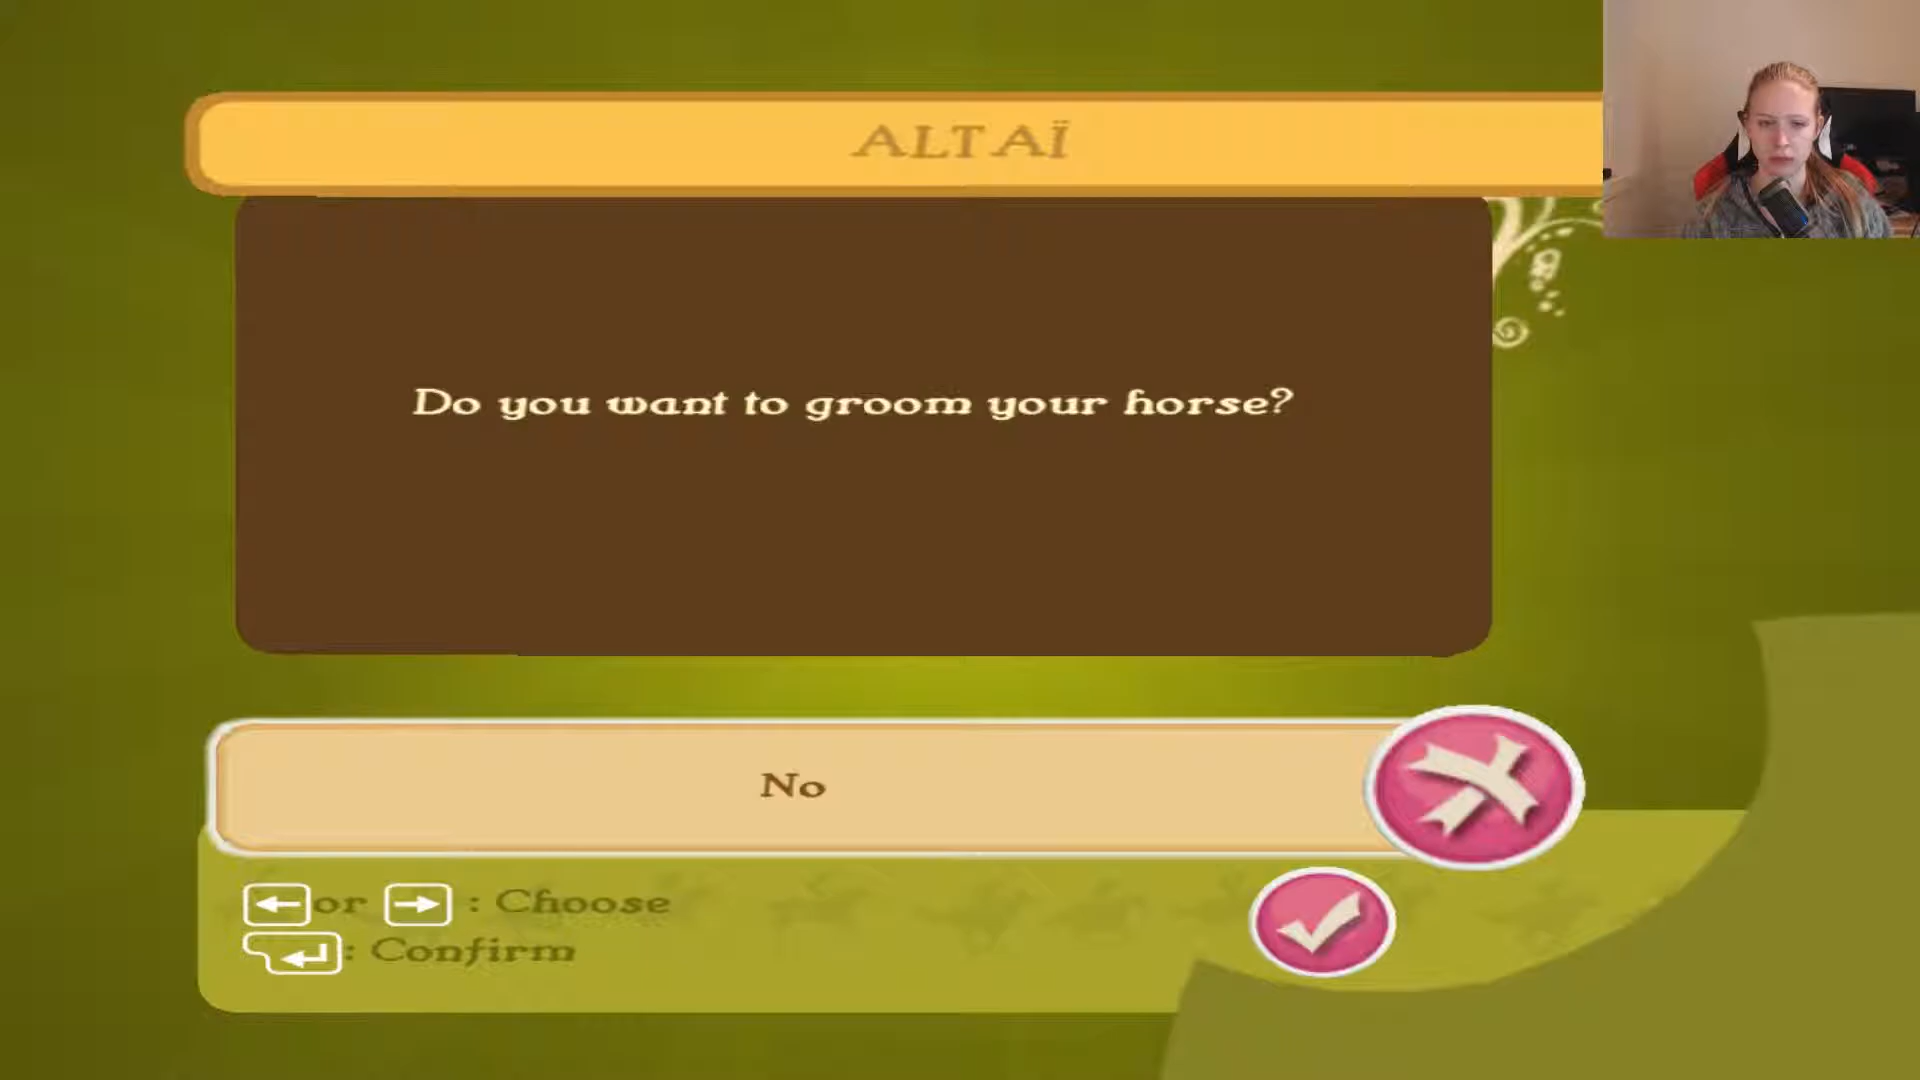 ALTAÏ
Do you want to groom your horse?
No
or : Choose
: Confirm